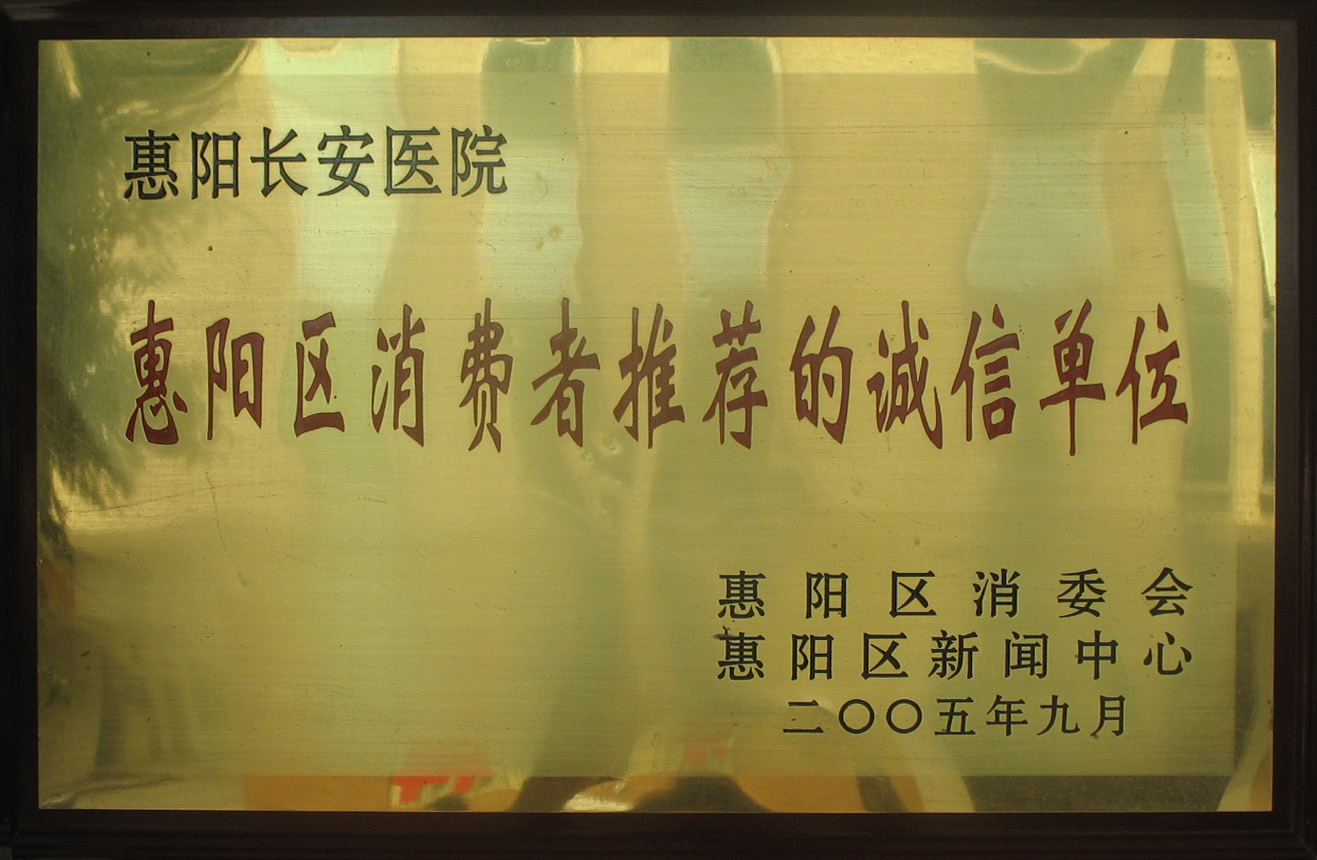 惠阳长安医院
惠阳区消费者推荐的诚信单位
惠阳区消委会
惠阳区新闻中心
二〇〇五年九月